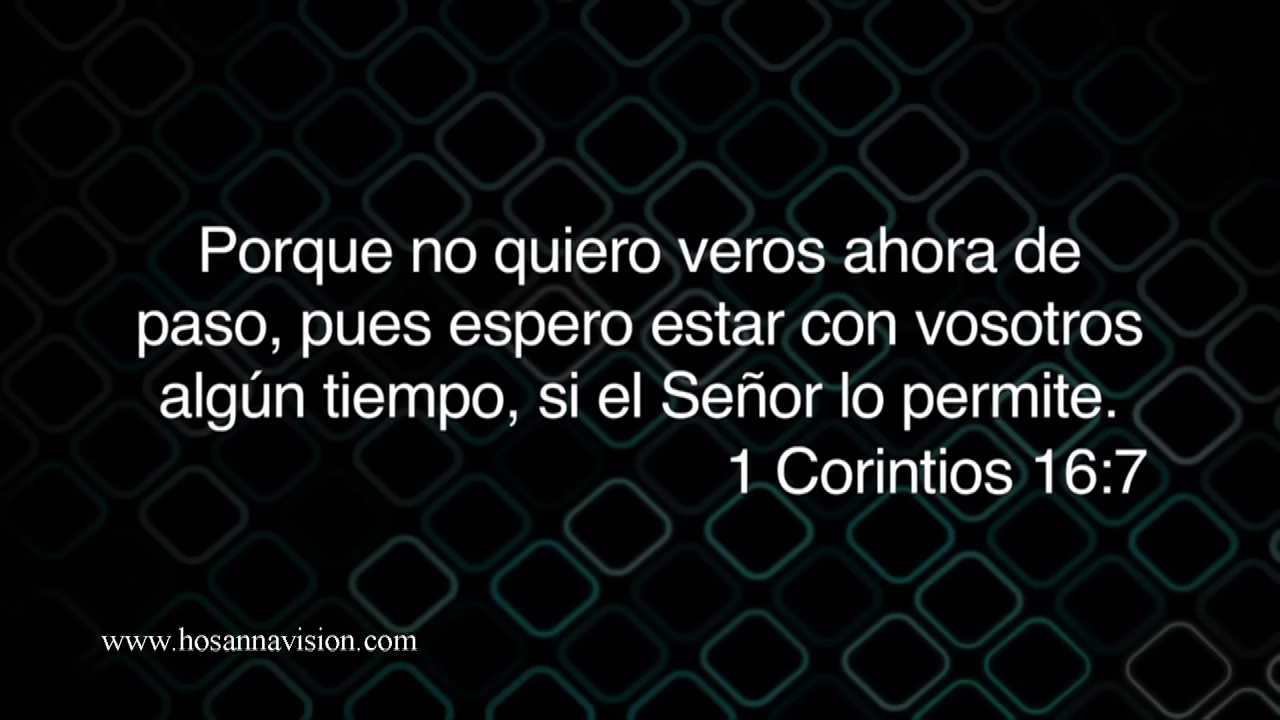 Porque no quiero veros ahora de
paso, pues espero estar con vosotros
algún tiempo, si el Señor lo permite.
1 Corintios 16:7
www.hosannavision.com